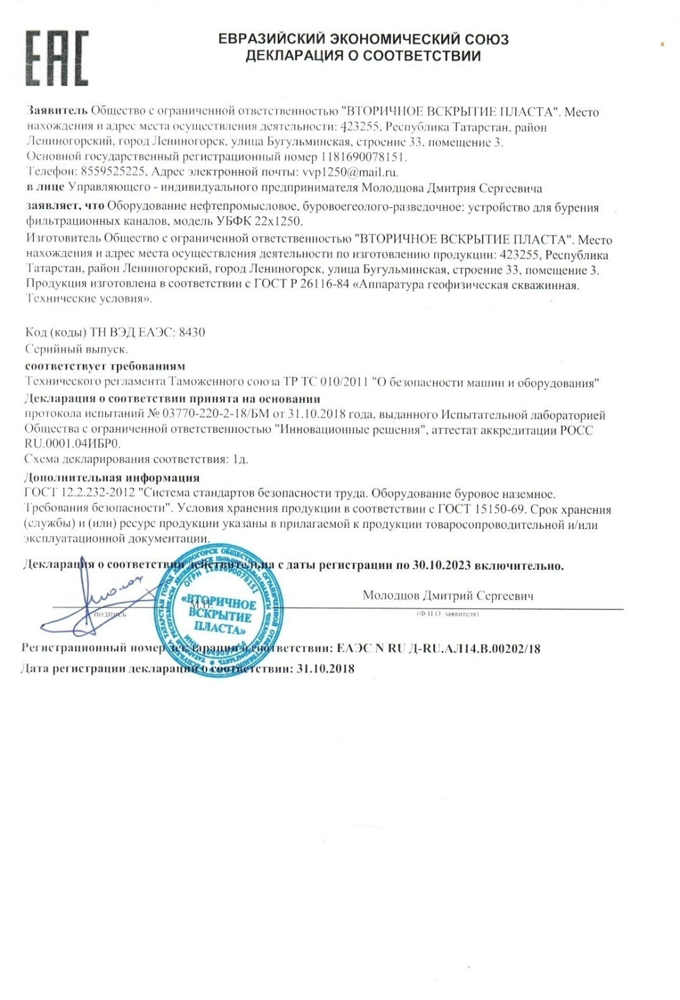 EAC
ЕВРАЗИЙСКИЙ ЭКОНОМИЧЕСКИЙ СОЮЗ
ДЕКЛАРАЦИЯ О СООТВЕТСТВИИ
Заявитель Общество с ограниченной ответственностью "ВТОРИЧНОЕ ВСКРЫТИЕ ПЛАСТА". Место
нахождения и адрес места осуществления деятельности: 423255, Республика Татарстан, район
Лениногорский, город Лениногорск, улица Бугульминская, строение 33, помещение 3.
Основной государственный регистрационный номер 1181690078151.
Телефон: 8559525225, Адрес электронной почты: vvp1250@mail.ru.
в лице Управляющего - индивидуального предпринимателя Молодцова Дмитрия Сергеевича
заявляет, что Оборудование нефтепромысловое, буровоегеолого-разведочное: устройство для бурения
фильтрационных каналов, модель УБФК 22х1250.
Изготовитель Общество с ограниченной ответственностью "ВТОРИЧНОЕ ВСКРЫТИЕ ПЛАСТА". Место
нахождения и адрес места осуществления деятельности по изготовлению продукции: 423255, Республика
Татарстан, район Лениногорский, город Лениногорск, улица Бугульминская, строение 33, помещение 3.
Продукция изготовлена в соответствии с ГОСТ Р 26116-84 «Аппаратура геофизическая скважинная.
Технические условия».
Код (коды) ТН ВЭД ЕАЭС: 8430
Серийный выпуск.
соответствует требованиям
Технического регламента Таможенного союза ТР ТС 010/2011 "О безопасности машин и оборудования"
Декларация о соответствии принята на основании
протокола испытаний № 03770-220-2-18/БМ от 31.10.2018 года, выданного Испытательной лабораторией
Общества с ограниченной ответственностью "Инновационные решения", аттестат аккредитации РОСС
RU.0001.04ИБР0.
Схема декларирования соответствия: 1д.
Дополнительная информация
ГОСТ 12.2.232-2012 "Система стандартов безопасности труда. Оборудование буровое наземное.
Требования безопасности". Условия хранения продукции в соответствии с ГОСТ 15150-69. Срок хранения
(службы) и (или) ресурс продукции указаны в прилагаемой к продукции товаросопроводительной и/или
эксплуатационной документации.
Декларация о соответствии действительна с даты регистрации по 30.10.2023 включительно.
Молодцов Дмитрий Сергеевич
М.П.
подпись
(Ф.И.О. заявителя)
ОГРН 1181690078151
«ВТОРИЧНОЕ
ВСКРЫТИЕ
ПЛАСТА»
Регистрационный номер декларации о соответствии: ЕАЭС N RU Д-RU.АЛ14.В.00202/18
Дата регистрации декларации о соответствии: 31.10.2018